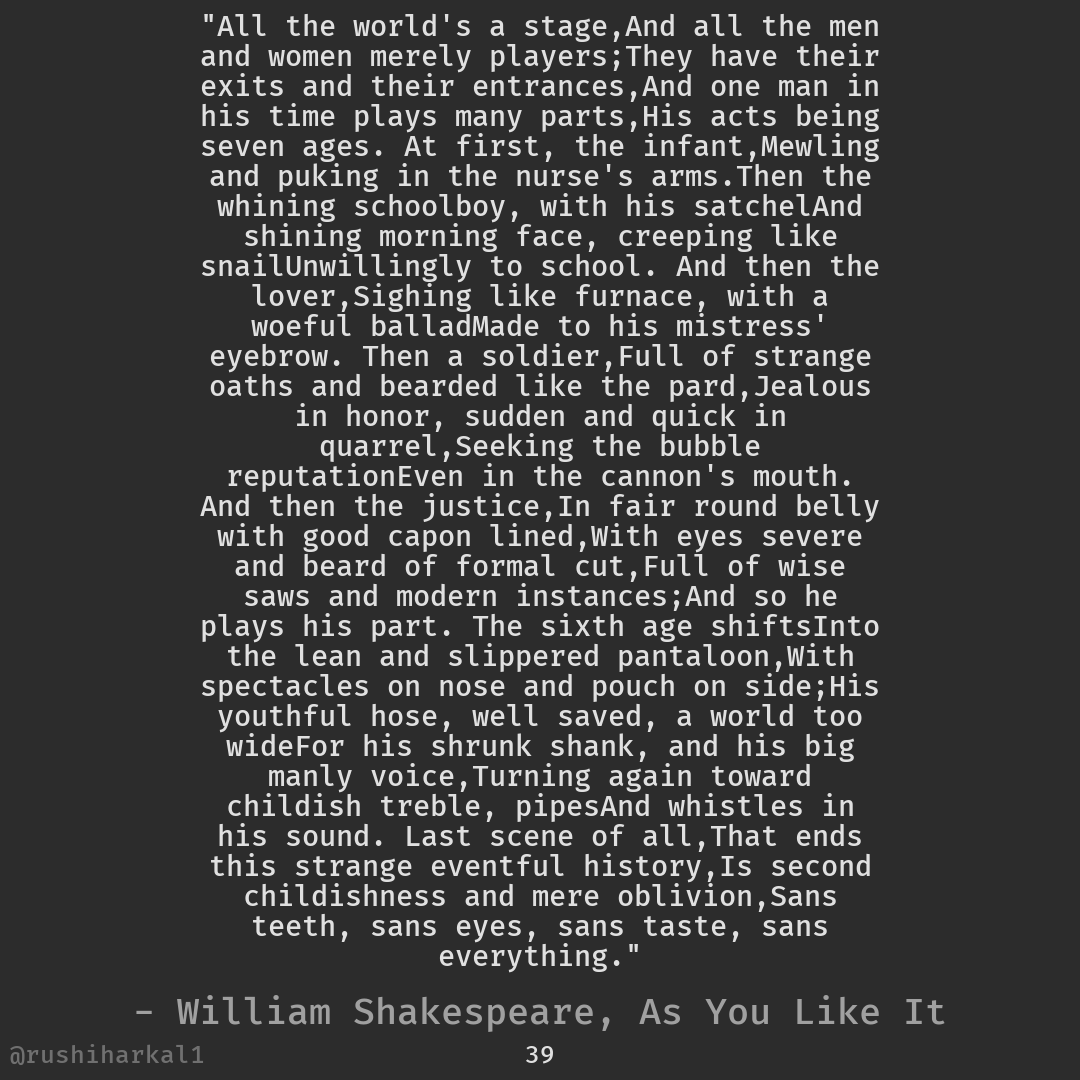 "All the world's a stage,And all the men
and women merely players;They have their
exits and their entrances,And one man in
his time plays many parts,His acts being
seven ages. At first, the infant,Mewling
and puking in the nurse's arms.Then the
whining schoolboy, with his satchelAnd
shining morning face, creeping like
snailUnwillingly to school. And then the
lover,Sighing like furnace, with a
woeful balladMade to his mistress'
eyebrow. Then a soldier,Full of strange
oaths and bearded like the pard,Jealous
in honor, sudden and quick in
quarrel,Seeking the bubble
reputationEven in the cannon's mouth.
And then the justice,In fair round belly
with good capon lined,With eyes severe
and beard of formal cut,Full of wise
saws and modern instances;And so he
plays his part. The sixth age shiftsInto
the lean and slippered pantaloon,With
spectacles on nose and pouch on side;His
youthful hose, well saved, a world too
wideFor his shrunk shank, and his big
manly voice,Turning again toward
childish treble, pipesAnd whistles in
his sound. Last scene of all,That ends
this strange eventful history,Is second
childishness and mere oblivion,Sans
teeth, sans eyes, sans taste, sans
everything."
– William Shakespeare, As You Like It
@rushiharkal1
39